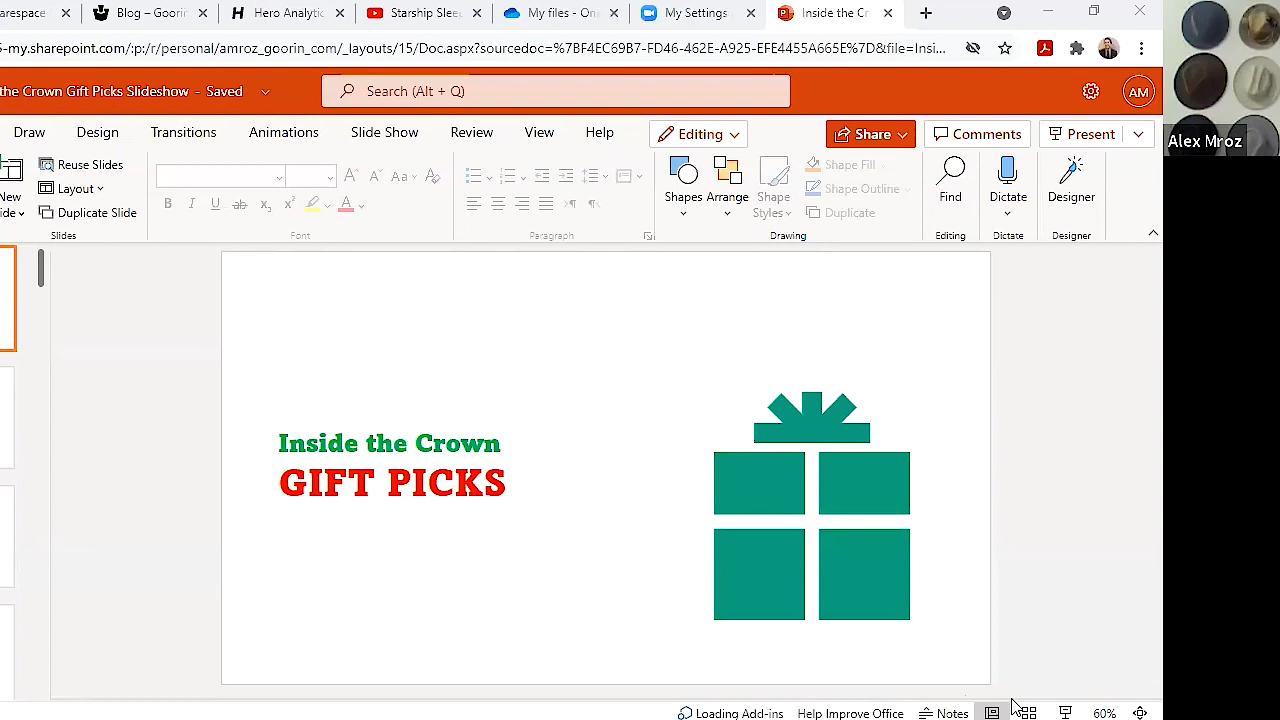 arespace
Blog – Goorin
Hero Analytic
Starship Slee
My files - One
My Settings
Inside the Cr
-my.sharepoint.com/:p:/r/personal/amroz_goorin_com/_layouts/15/Doc.aspx?sourcedoc=%7BF4EC69B7-FD46-462E-A925-EFE4455A665E%7D&file=Insi...
the Crown Gift Picks Slideshow - Saved
Search (Alt + Q)
AM
Alex Mroz
Draw Design Transitions Animations Slide Show Review View Help
Editing
Share
Comments
Present
New
Slide
Reuse Slides
Layout
Duplicate Slide
Slides
Font
Paragraph
Shapes
Arrange
Shape
Styles
Shape Fill
Shape Outline
Duplicate
Drawing
Find
Editing
Dictate
Dictate
Designer
Designer
Inside the Crown
GIFT PICKS
Loading Add-ins Help Improve Office Notes 60%